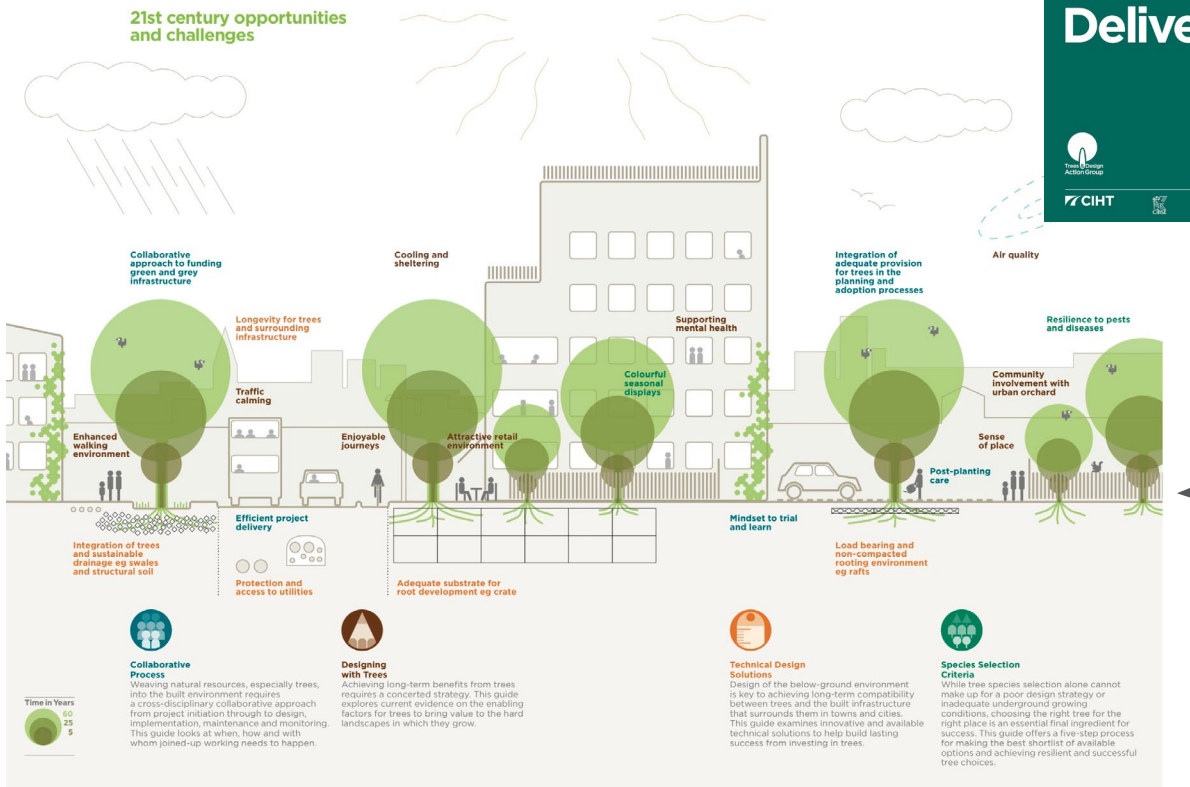 21st century opportunities
and challenges
Delive
Trees & Design
Action Group
CIHT
Collaborative
approach to funding
green and grey
infrastructure
Cooling and
sheltering
Integration of
adequate provision
for trees in the
planning and
adoption processes
Air quality
Longevity for trees
and surrounding
infrastructure
Supporting
mental health
Resilience to pests
and diseases
Colourful
seasonal
displays
Community
involvement with
urban orchard
Traffic
calming
Enhanced
walking
environment
Enjoyable
journeys
Attractive retail
environment
Sense
of place
Post-planting
care
Efficient project
delivery
Mindset to trial
and learn
Integration of trees
and sustainable
drainage eg swales
and structural soil
Protection and
access to utilities
Adequate substrate for
root development eg crate
Load bearing and
non-compacted
rooting environment
eg rafts
Collaborative
Process
Weaving natural resources, especially trees,
into the built environment requires
a cross-disciplinary collaborative approach
from project initiation through to design,
implementation, maintenance and monitoring.
This guide looks at when, how and with
whom joined-up working needs to happen.
Designing
with Trees
Achieving long-term benefits from trees
requires a concerted strategy. This guide
explores current evidence on the enabling
factors for trees to bring value to the hard
landscapes in which they grow.
Technical Design
Solutions
Design of the below-ground environment
is key to achieving long-term compatibility
between trees and the built infrastructure
that surrounds them in towns and cities.
This guide examines innovative and available
technical solutions to help build lasting
success from investing in trees.
Species Selection
Criteria
While tree species selection alone cannot
make up for a poor design strategy or
inadequate underground growing
conditions, choosing the right tree for the
right place is an essential final ingredient for
success. This guide offers a five-step process
for making the best shortlist of available
options and achieving resilient and successful
tree choices.
Time in Years
60
25
5